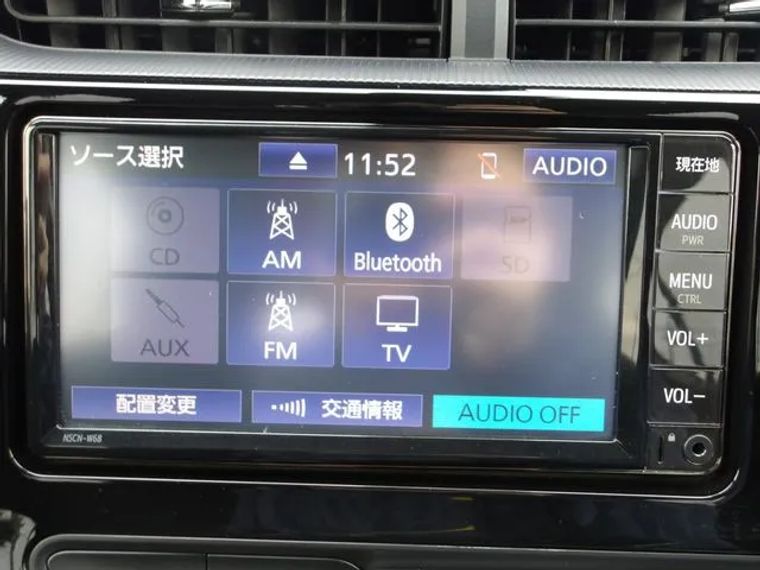 ソース選択
11:52
AUDIO
CD
AM
Bluetooth
SD
AUX
FM
TV
配置変更
交通情報
AUDIO OFF
NSCN-W68
現在地
AUDIO
PWR
MENU
CTRL
VOL+
VOL−